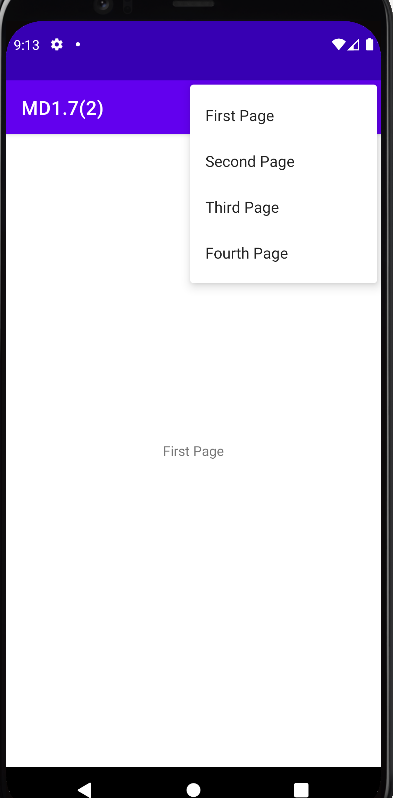 9:13
MD1.7(2)
First Page
Second Page
Third Page
Fourth Page
First Page